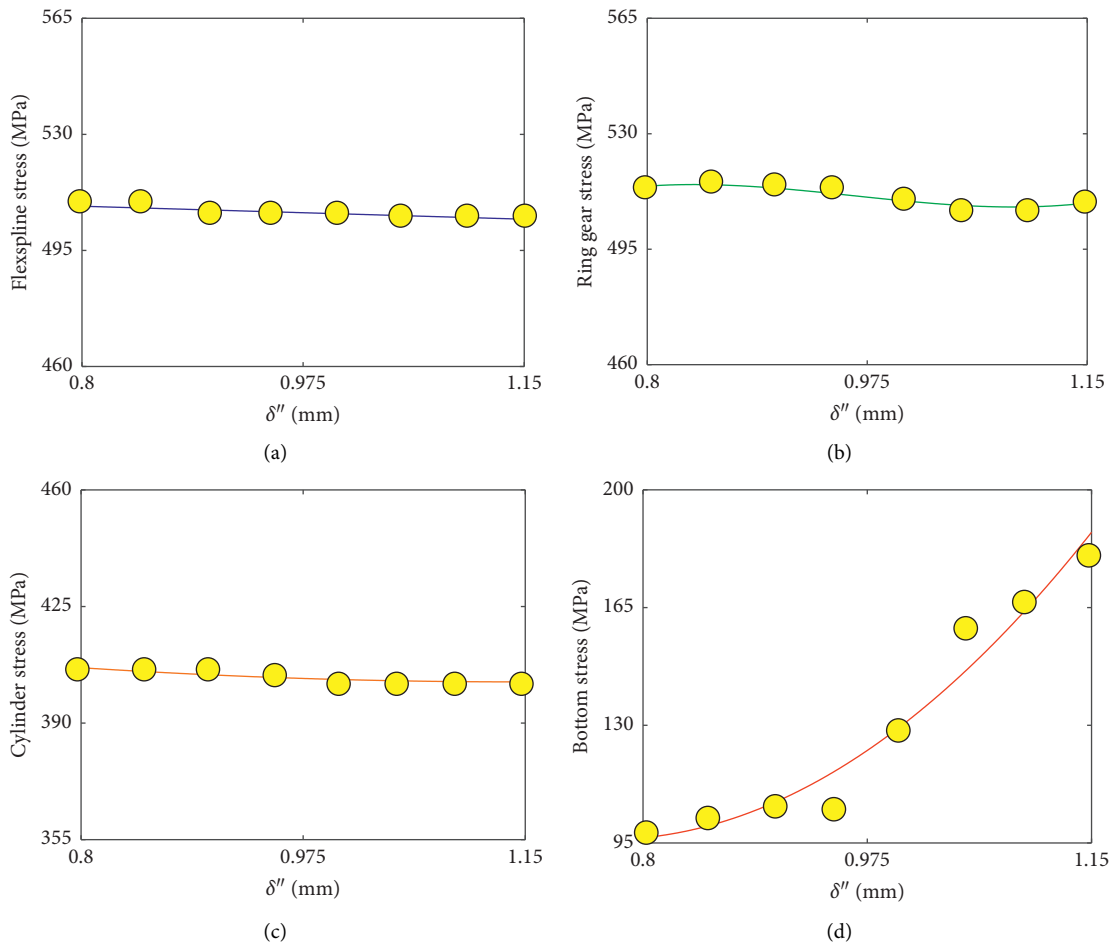 565
530
495
460
Flexspline stress (MPa)
0.8
0.975
1.15
δ″ (mm)
(a)
565
530
495
460
Ring gear stress (MPa)
0.8
0.975
1.15
δ″ (mm)
(b)
460
425
390
355
Cylinder stress (MPa)
0.8
0.975
1.15
δ″ (mm)
(c)
200
165
130
95
Bottom stress (MPa)
0.8
0.975
1.15
δ″ (mm)
(d)